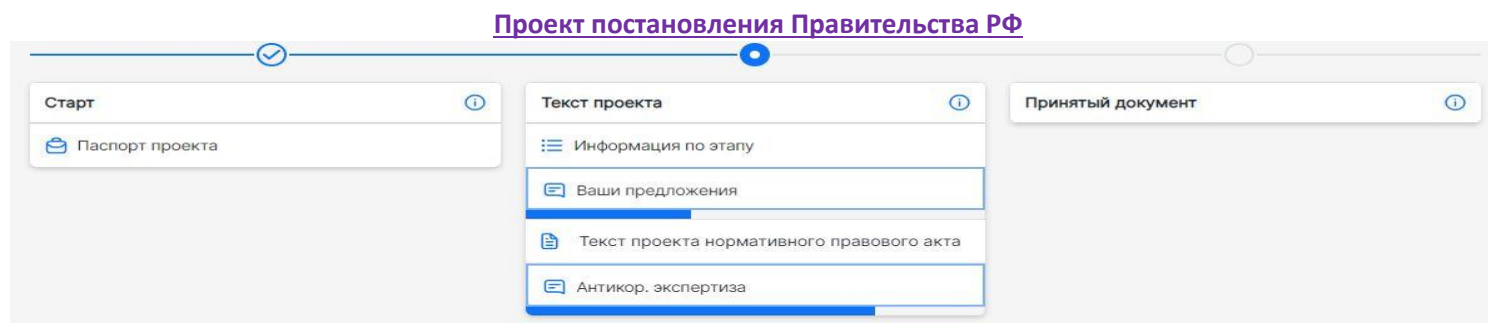 Проект постановления Правительства РФ
Старт
Паспорт проекта
Текст проекта
Информация по этапу
Ваши предложения
Текст проекта нормативного правового акта
Антикор. экспертиза
Принятый документ